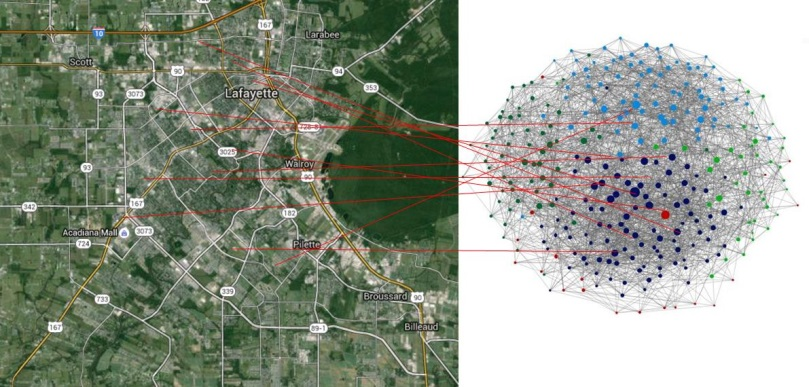 167
10
Larabee
Scott
90
94
353
93
3073
Lafayette
3025
Walroy
93
90
342
167
182
Acadiana Mall
3073
724
Pilette
339
733
Broussard
90
167
89-1
Billeaud